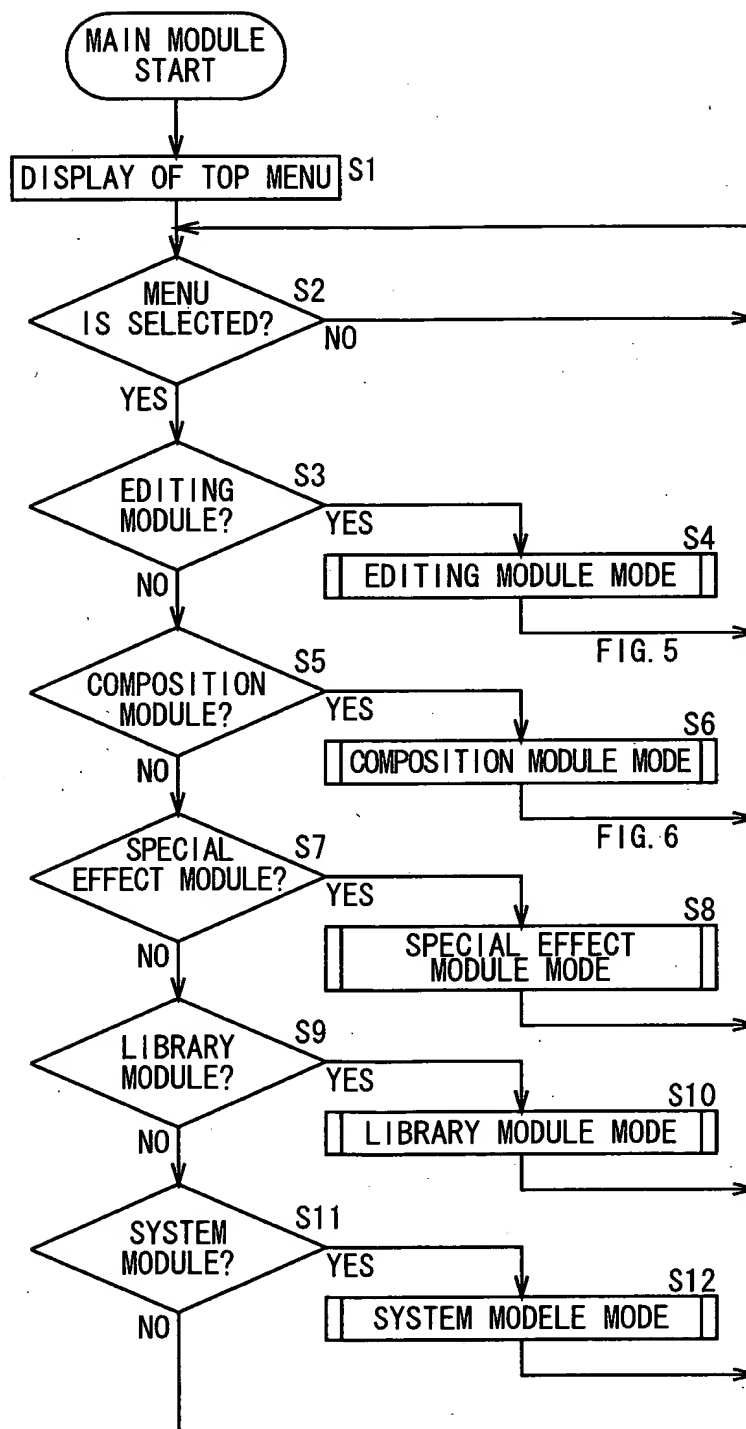 MAIN MODULE
START
DISPLAY OF TOP MENU
S1
MENU
IS SELECTED?
S2
NO
YES
EDITING
MODULE?
S3
YES
NO
S4
EDITING MODULE MODE
FIG. 5
COMPOSITION
MODULE?
S5
YES
NO
S6
COMPOSITION MODULE MODE
FIG. 6
SPECIAL
EFFECT MODULE?
S7
YES
NO
S8
SPECIAL EFFECT
MODULE MODE
LIBRARY
MODULE?
S9
YES
NO
S10
LIBRARY MODULE MODE
SYSTEM
MODULE?
S11
YES
NO
S12
SYSTEM MODELE MODE